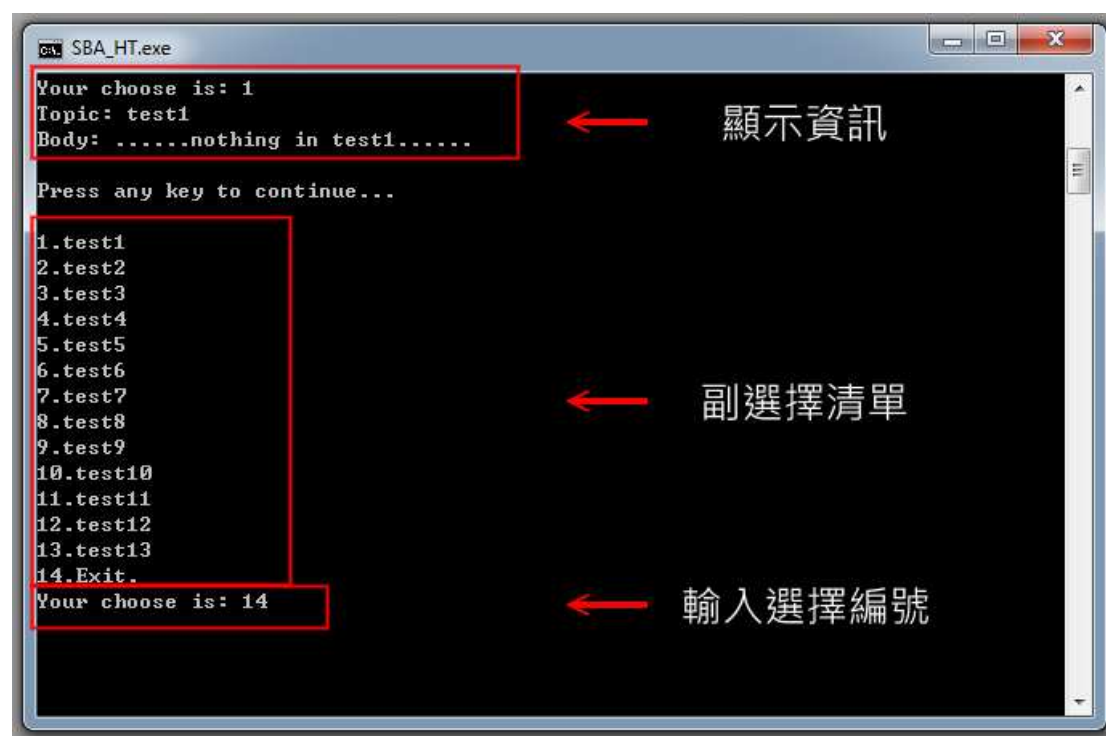 SBA_HT.exe
Your choose is: 1
Topic: test1
Body: ......nothing in test1......
顯示資訊
Press any key to continue...
1.test1
2.test2
3.test3
4.test4
5.test5
6.test6
7.test7
8.test8
9.test9
10.test10
11.test11
12.test12
13.test13
14.Exit.
副選擇清單
Your choose is: 14
輸入選擇編號